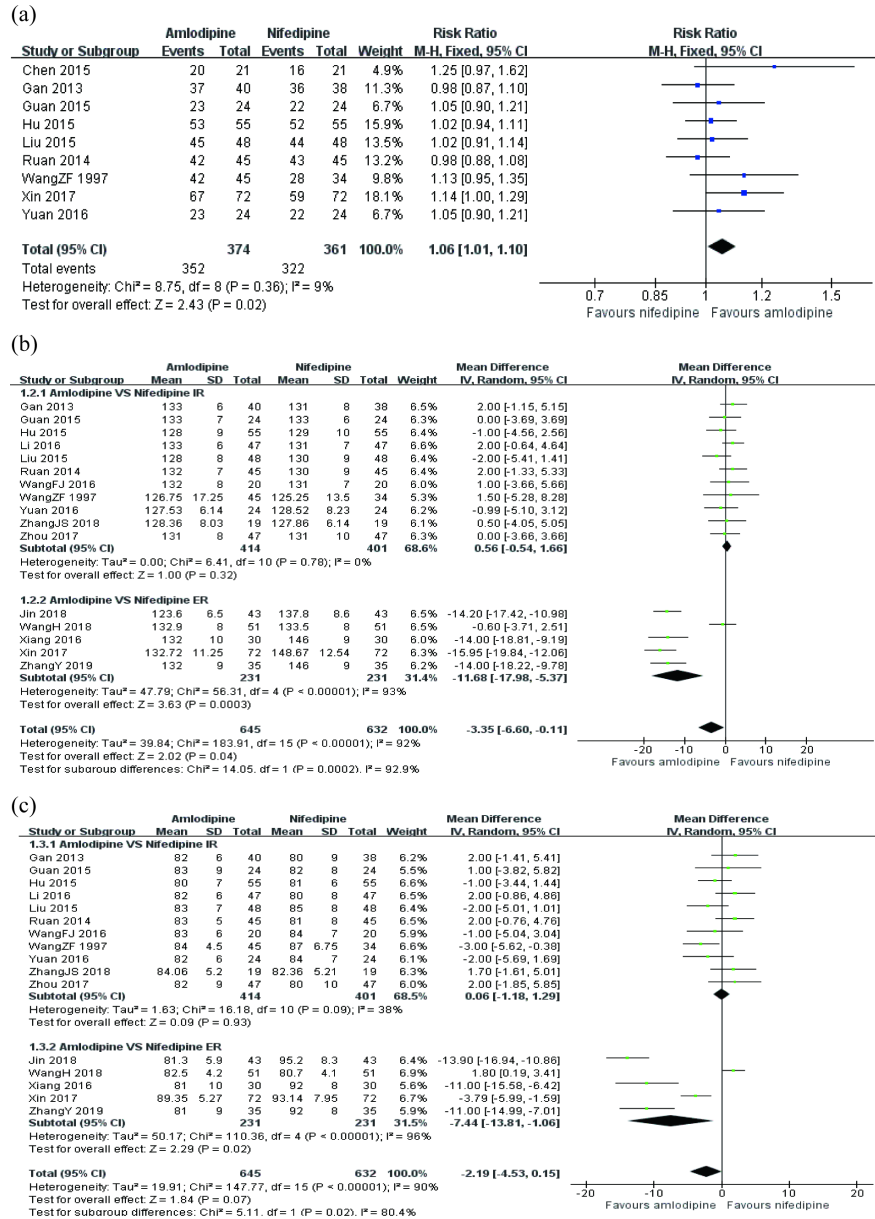 (a)
Amlodipine Nifedipine Risk Ratio Risk Ratio
Study or Subgroup Events Total Events Total Weight M-H, Fixed, 95% CI M-H, Fixed, 95% CI
Chen 2015 20 21 16 21 4.9% 1.25 [0.97, 1.62]
Gan 2013 37 40 36 38 11.3% 0.98 [0.87, 1.10]
Guan 2015 23 24 22 24 6.7% 1.05 [0.90, 1.21]
Hu 2015 53 55 52 55 15.9% 1.02 [0.94, 1.11]
Liu 2015 45 48 44 48 13.5% 1.02 [0.91, 1.14]
Ruan 2014 42 45 43 45 13.2% 0.98 [0.88, 1.08]
WangZF 1997 42 45 28 34 9.8% 1.13 [0.95, 1.35]
Xin 2017 67 72 59 72 18.1% 1.14 [1.00, 1.29]
Yuan 2016 23 24 22 24 6.7% 1.05 [0.90, 1.21]
Total (95% CI) 374 361 100.0% 1.06 [1.01, 1.10]
Total events 352 322
Heterogeneity: Chi² = 8.75, df = 8 (P = 0.36); I² = 9%
Test for overall effect: Z = 2.43 (P = 0.02)
0.7 0.85 1 1.2 1.5
Favours nifedipine Favours amlodipine
(b)
Amlodipine Nifedipine Mean Difference Mean Difference
Study or Subgroup Mean SD Total Mean SD Total Weight IV, Random, 95% CI IV, Random, 95% CI
1.2.1 Amlodipine VS Nifedipine IR
Gan 2013 133 6 40 131 8 38 6.5% 2.00 [-1.15, 5.15]
Guan 2015 133 7 24 133 6 24 6.3% 0.00 [-3.69, 3.69]
Hu 2015 128 9 55 129 10 55 6.3% -1.00 [-4.56, 2.56]
Li 2016 133 6 47 131 7 47 6.6% 2.00 [-0.64, 4.64]
Liu 2015 128 8 48 130 9 48 6.4% -2.00 [-5.41, 1.41]
Ruan 2014 132 7 45 130 9 45 6.4% 2.00 [-1.33, 5.33]
WangFJ 2016 132 8 20 131 7 20 6.0% 1.00 [-3.66, 5.66]
WangZF 1997 126.75 17.25 45 125.25 13.5 34 5.3% 1.50 [-5.28, 8.28]
Yuan 2016 127.53 6.14 24 128.52 8.23 24 6.2% -0.99 [-5.10, 3.12]
ZhangJS 2018 128.36 8.03 19 127.86 6.14 19 6.1% 0.50 [-4.05, 5.05]
Zhou 2017 131 8 47 131 10 47 6.3% 0.00 [-3.66, 3.66]
Subtotal (95% CI) 414 401 68.6% 0.56 [-0.54, 1.66]
Heterogeneity: Tau² = 0.00; Chi² = 6.41, df = 10 (P = 0.78); I² = 0%
Test for overall effect: Z = 1.00 (P = 0.32)
1.2.2 Amlodipine VS Nifedipine ER
Jin 2018 123.6 6.5 43 137.8 8.6 43 6.5% -14.20 [-17.42, -10.98]
WangH 2018 132.9 8 51 133.5 8 51 6.5% -0.60 [-3.71, 2.51]
Xiang 2016 132 10 30 146 9 30 6.0% -14.00 [-18.81, -9.19]
Xin 2017 132.72 11.25 72 148.67 12.54 72 6.2% -15.95 [-19.84, -12.06]
ZhangY 2019 132 9 35 146 9 35 6.2% -14.00 [-18.22, -9.78]
Subtotal (95% CI) 231 231 31.4% -11.68 [-17.98, -5.37]
Heterogeneity: Tau² = 47.79; Chi² = 56.31, df = 4 (P < 0.00001); I² = 93%
Test for overall effect: Z = 3.63 (P = 0.0003)
Total (95% CI) 645 632 100.0% -3.35 [-6.60, -0.11]
Heterogeneity: Tau² = 39.84; Chi² = 183.91, df = 15 (P < 0.00001); I² = 92%
Test for overall effect: Z = 2.02 (P = 0.04)
Test for subgroup differences: Chi² = 14.05, df = 1 (P = 0.0002), I² = 92.9%
-20 -10 0 10 20
Favours amlodipine Favours nifedipine
(c)
Amlodipine Nifedipine Mean Difference Mean Difference
Study or Subgroup Mean SD Total Mean SD Total Weight IV, Random, 95% CI IV, Random, 95% CI
1.3.1 Amlodipine VS Nifedipine IR
Gan 2013 82 6 40 80 9 38 6.2% 2.00 [-1.41, 5.41]
Guan 2015 83 9 24 82 8 24 5.5% 1.00 [-3.82, 5.82]
Hu 2015 80 7 55 81 6 55 6.5% -1.00 [-3.44, 1.44]
Li 2016 82 6 47 80 8 47 6.4% 2.00 [-0.86, 4.86]
Liu 2015 83 7 48 85 8 48 6.3% -2.00 [-5.01, 1.01]
Ruan 2014 83 5 45 81 8 45 6.4% 2.00 [-0.76, 4.76]
WangFJ 2016 83 6 20 84 7 20 5.9% -1.00 [-5.04, 3.04]
WangZF 1997 84 4.5 45 87 6.75 34 6.4% -3.00 [-5.62, -0.38]
Yuan 2016 82 6 24 84 7 24 6.1% -2.00 [-5.69, 1.69]
ZhangJS 2018 84.06 5.2 19 82.36 5.21 19 6.2% 1.70 [-1.61, 5.01]
Zhou 2017 82 9 47 80 10 47 6.0% 2.00 [-1.85, 5.85]
Subtotal (95% CI) 414 401 68.5% 0.06 [-1.18, 1.29]
Heterogeneity: Tau² = 1.63; Chi² = 16.18, df = 10 (P = 0.09); I² = 38%
Test for overall effect: Z = 0.09 (P = 0.93)
1.3.2 Amlodipine VS Nifedipine ER
Jin 2018 81.3 5.9 43 95.2 8.3 43 6.4% -13.90 [-16.94, -10.86]
WangH 2018 82.5 4.2 51 80.7 4.1 51 6.7% 1.80 [0.19, 3.41]
Xiang 2016 81 10 30 92 8 30 5.6% -11.00 [-15.58, -6.42]
Xin 2017 89.35 5.27 72 93.14 7.95 72 6.6% -3.79 [-5.99, -1.59]
ZhangY 2019 81 9 35 92 8 35 6.2% -11.00 [-14.99, -7.01]
Subtotal (95% CI) 231 231 31.5% -7.44 [-13.81, -1.06]
Heterogeneity: Tau² = 50.17; Chi² = 110.36, df = 4 (P < 0.00001); I² = 96%
Test for overall effect: Z = 2.29 (P = 0.02)
Total (95% CI) 645 632 100.0% -2.19 [-4.53, 0.15]
Heterogeneity: Tau² = 19.91; Chi² = 147.77, df = 15 (P < 0.00001); I² = 90%
Test for overall effect: Z = 1.84 (P = 0.07)
Test for subgroup differences: Chi² = 5.11, df = 1 (P = 0.02), I² = 80.4%
-20 -10 0 10 20
Favours amlodipine Favours nifedipine